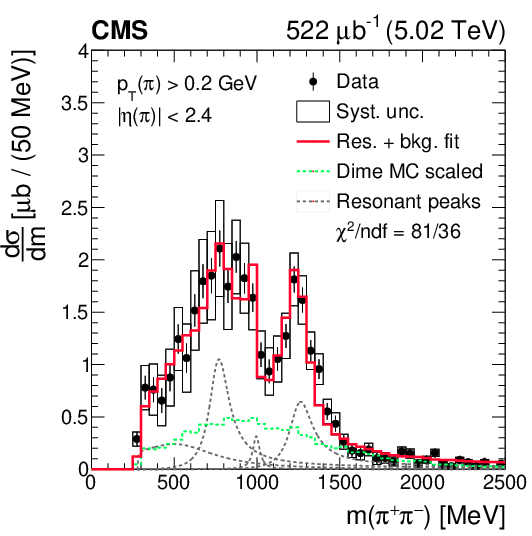 CMS 522 μb⁻¹ (5.02 TeV)
p_T(π) > 0.2 GeV
|η(π)| < 2.4
Data
Syst. unc.
Res. + bkg. fit
Dime MC scaled
Resonant peaks
χ²/ndf = 81/36
dσ/dm [μb / (50 MeV)]
4
3.5
3
2.5
2
1.5
1
0.5
0
0 500 1000 1500 2000 2500
m(π⁺π⁻) [MeV]